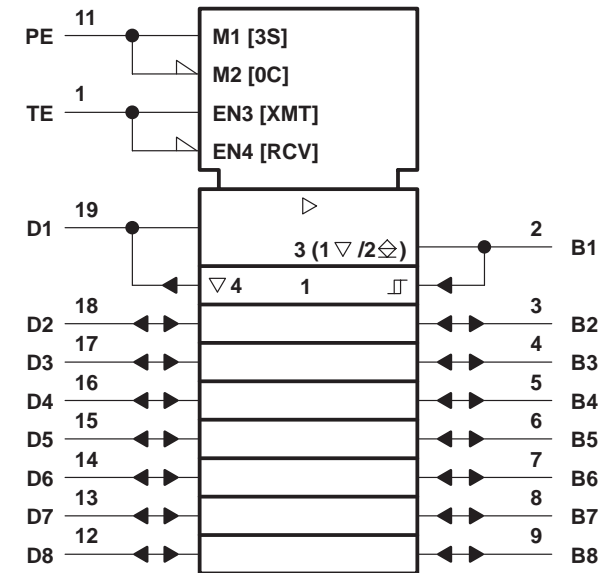 11
PE M1 [3S]
M2 [0C]
1
TE EN3 [XMT]
EN4 [RCV]
19
D1 ▷ 2
3 (1 ▽ /2 ) B1
▽ 4 1
18 3
D2 B2
17 4
D3 B3
16 5
D4 B4
15 6
D5 B5
14 7
D6 B6
13 8
D7 B7
12 9
D8 B8